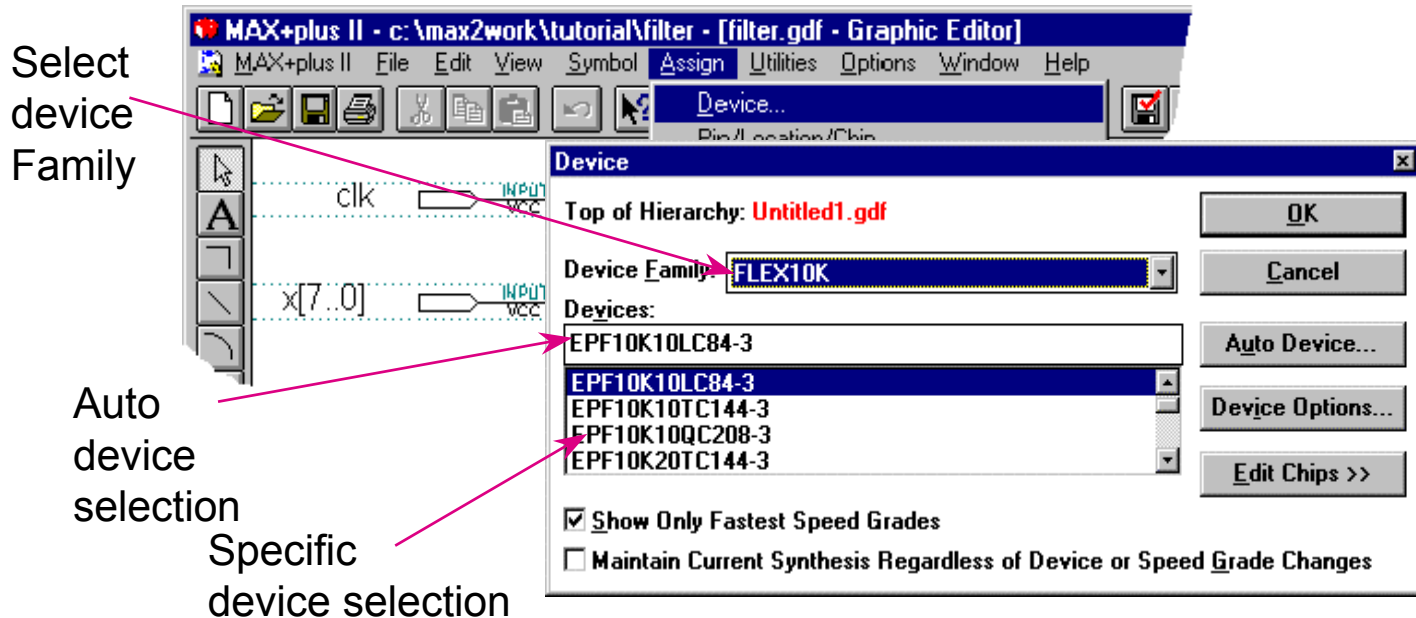 Select
device
Family
MAX+plus II - c:\max2work\tutorial\filter - [filter.gdf - Graphic Editor]
MAX+plus II File Edit View Symbol Assign Utilities Options Window Help
Device...
Pin/Location/Chip
A
clk
INPUT
VCC
x[7..0]
INPUT
VCC
Device
Top of Hierarchy: Untitled1.gdf
OK
Device Family: FLEX10K
Cancel
Devices:
EPF10K10LC84-3
Auto Device...
EPF10K10LC84-3
EPF10K10TC144-3
EPF10K10QC208-3
EPF10K20TC144-3
Device Options...
Edit Chips >>
Show Only Fastest Speed Grades
Maintain Current Synthesis Regardless of Device or Speed Grade Changes
Auto
device
selection
Specific
device selection